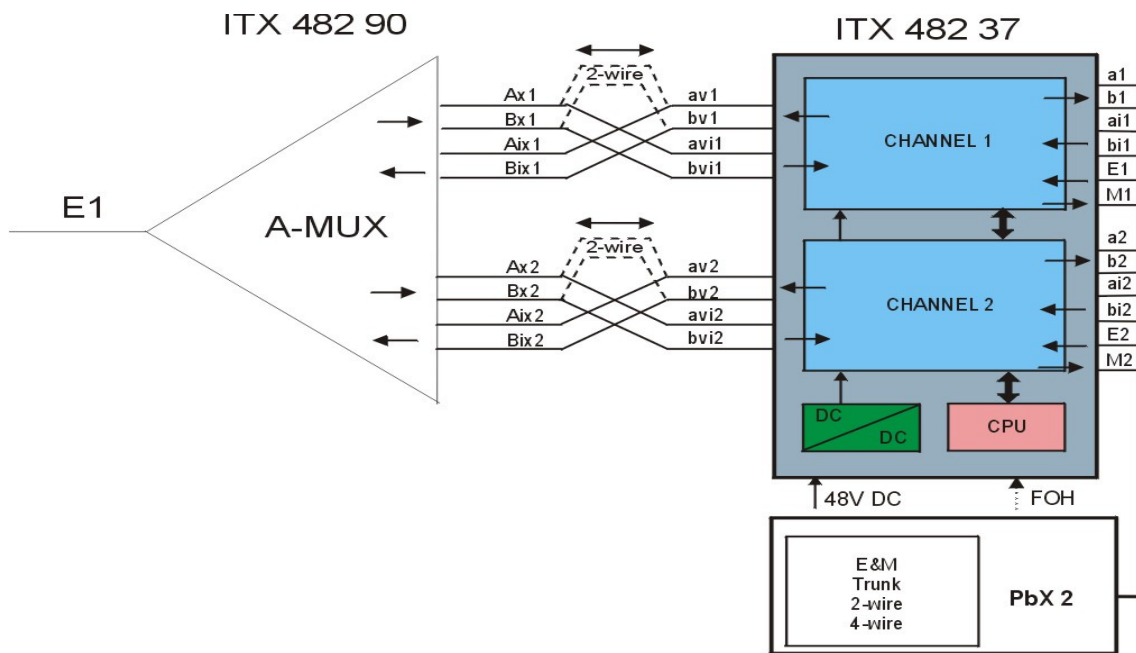 ITX 482 90
ITX 482 37
E1
A-MUX
2-wire
Ax1
av1
Bx1
bv1
Aix1
avi1
Bix1
bvi1
2-wire
Ax2
av2
Bx2
bv2
Aix2
avi2
Bix2
bvi2
CHANNEL 1
CHANNEL 2
DC
DC
CPU
a1
b1
ai1
bi1
E1
M1
a2
b2
ai2
bi2
E2
M2
48V DC
FOH
E&M
Trunk
2-wire
4-wire
PbX 2